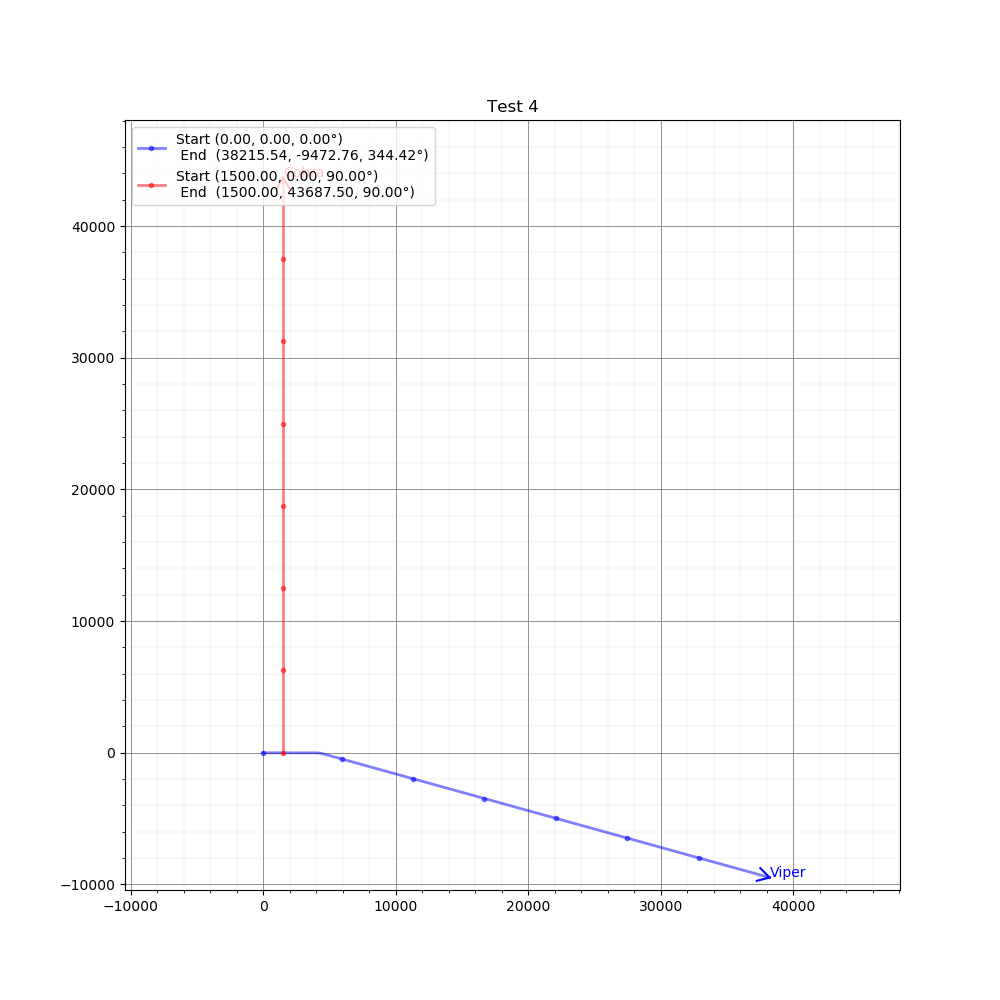 Test 4
Start (0.00, 0.00, 0.00°)
End (38215.54, -9472.76, 344.42°)
Start (1500.00, 0.00, 90.00°)
End (1500.00, 43687.50, 90.00°)
40000
30000
20000
10000
0
−10000
Viper
−10000 0 10000 20000 30000 40000